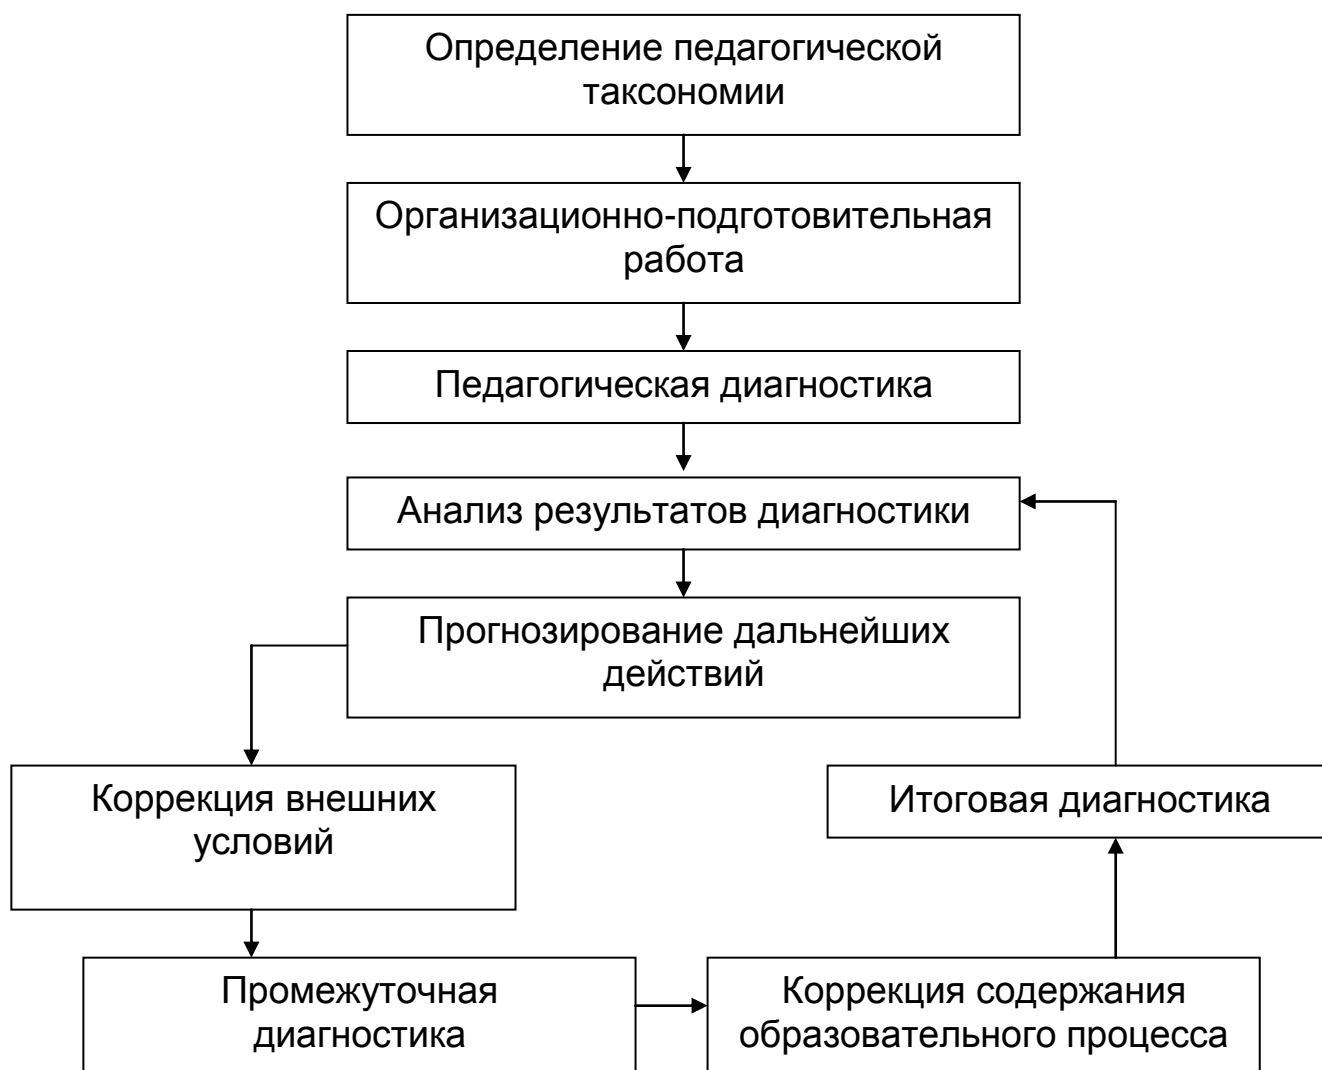 Определение педагогической
таксономии
Организационно-подготовительная
работа
Педагогическая диагностика
Анализ результатов диагностики
Прогнозирование дальнейших
действий
Коррекция внешних
условий
Итоговая диагностика
Промежуточная
диагностика
Коррекция содержания
образовательного процесса